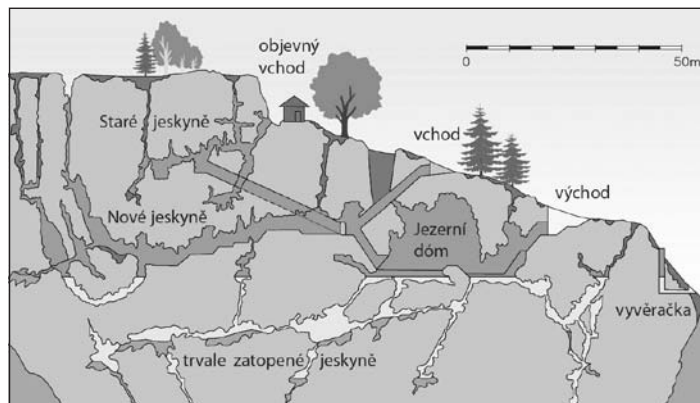 objevný
vchod
0
50m
Staré jeskyně
vchod
východ
Nové jeskyně
Jezerní
dóm
vyvěračka
trvale zatopené jeskyně